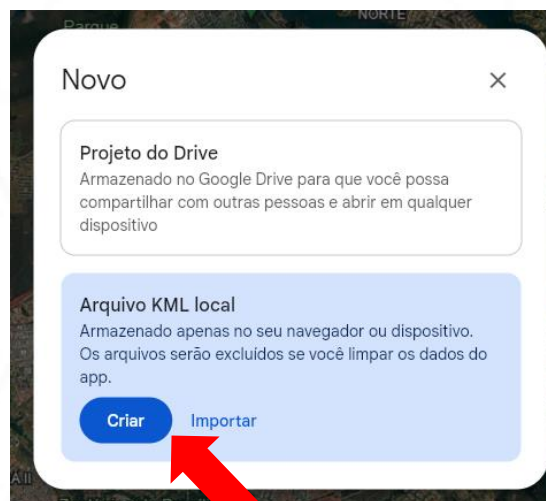 Parque
NORTE
Novo
Projeto do Drive
Armazenado no Google Drive para que você possa
compartilhar com outras pessoas e abrir em qualquer
dispositivo
Arquivo KML local
Armazenado apenas no seu navegador ou dispositivo.
Os arquivos serão excluídos se você limpar os dados do
app.
Criar Importar